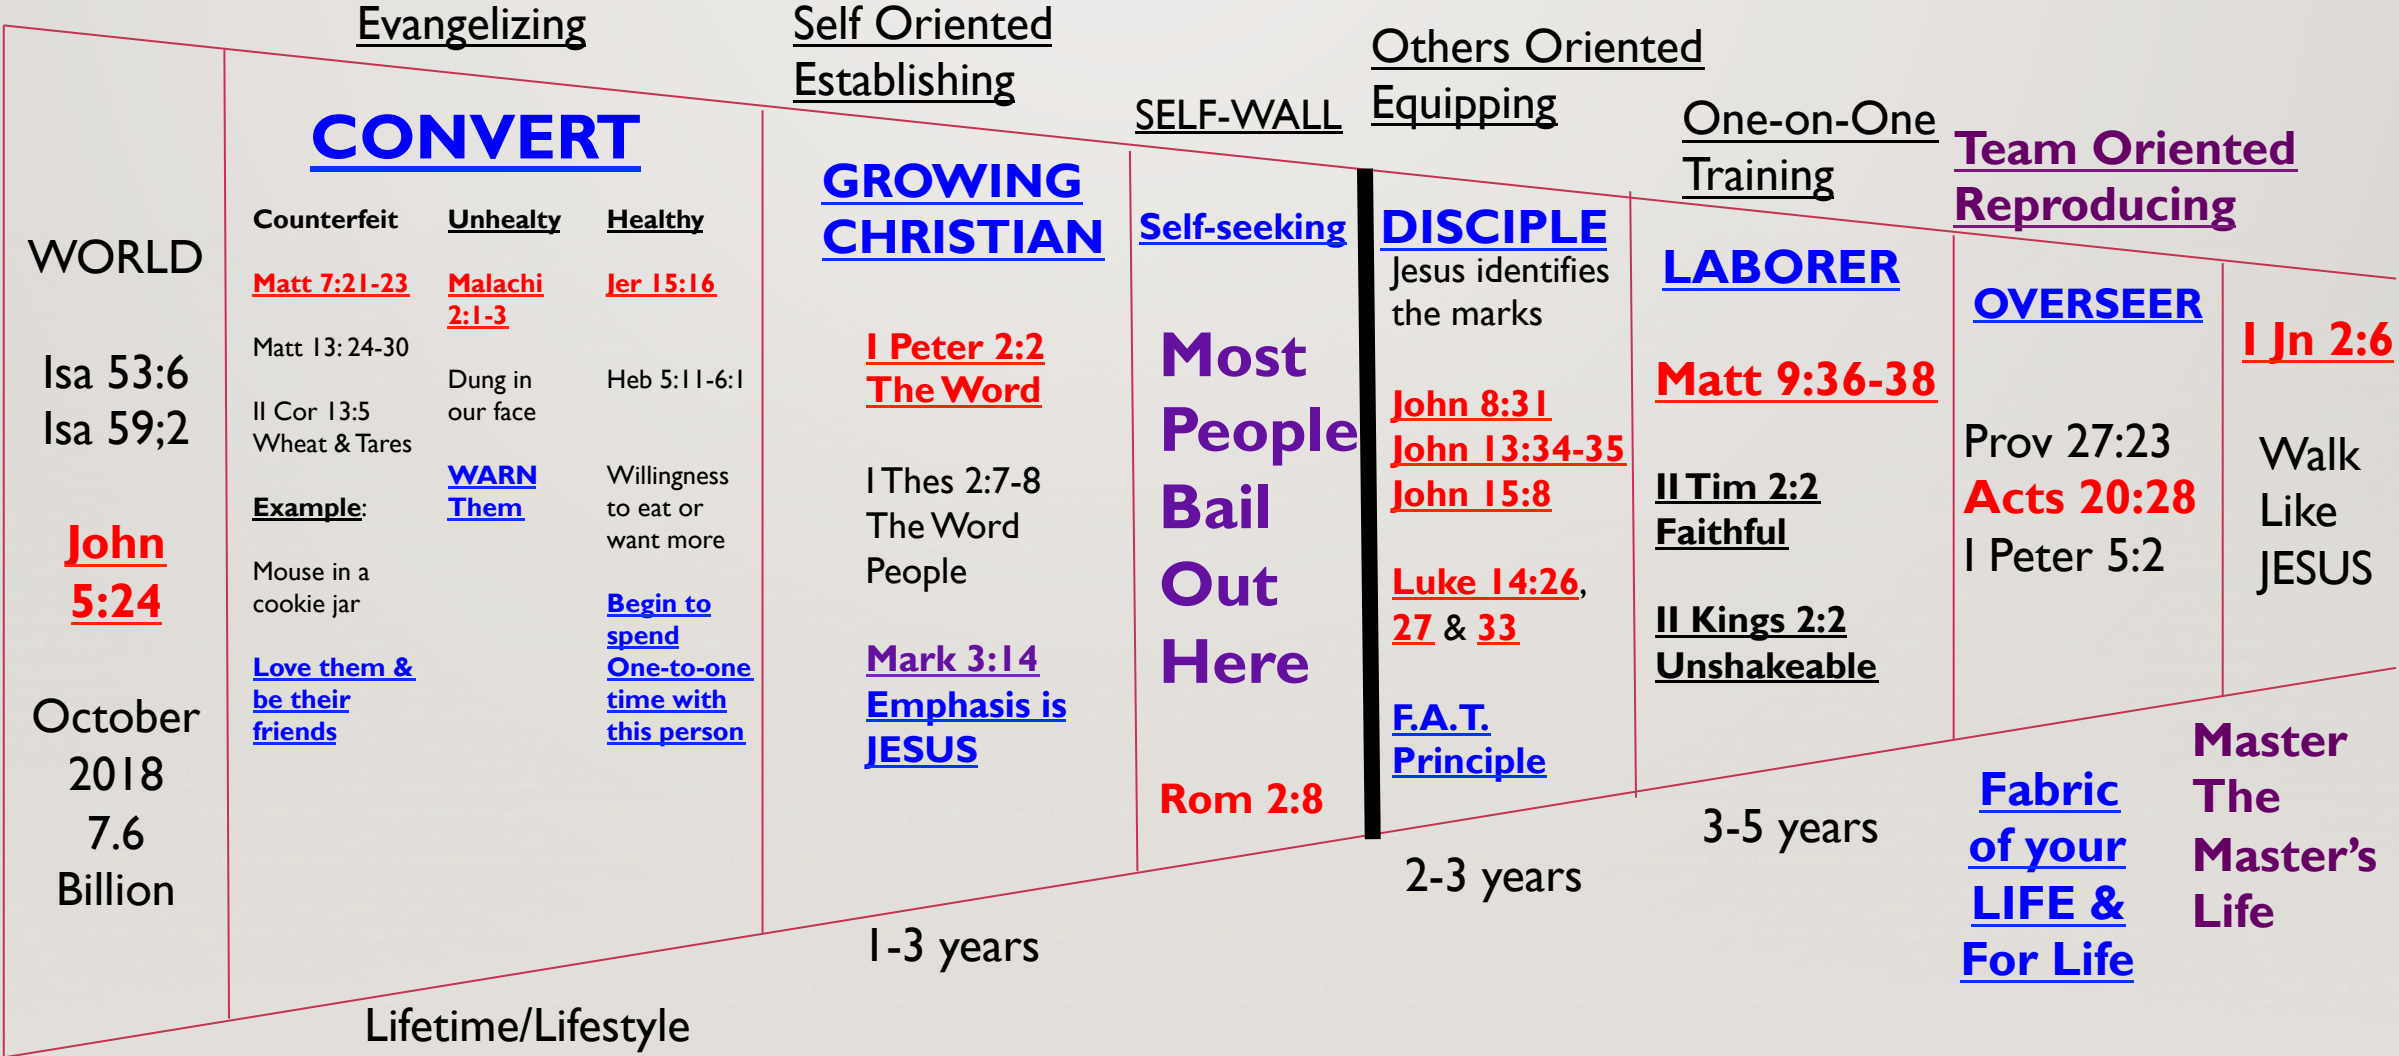 Evangelizing
Self Oriented
Establishing
SELF-WALL
Others Oriented
Equipping
One-on-One
Training
Team Oriented
Reproducing
WORLD
Isa 53:6
Isa 59;2
John
5:24
October
2018
7.6
Billion
CONVERT
Counterfeit
Matt 7:21-23
Matt 13: 24-30
II Cor 13:5
Wheat & Tares
Example:
Mouse in a
cookie jar
Love them &
be their
friends
Unhealty
Malachi
2:1-3
Dung in
our face
WARN
Them
Healthy
Jer 15:16
Heb 5:11-6:1
Willingness
to eat or
want more
Begin to
spend
One-to-one
time with
this person
GROWING
CHRISTIAN
I Peter 2:2
The Word
I Thes 2:7-8
The Word
People
Mark 3:14
Emphasis is
JESUS
Self-seeking
Most
People
Bail
Out
Here
Rom 2:8
DISCIPLE
Jesus identifies
the marks
John 8:31
John 13:34-35
John 15:8
Luke 14:26,
27 & 33
F.A.T.
Principle
LABORER
Matt 9:36-38
II Tim 2:2
Faithful
II Kings 2:2
Unshakeable
OVERSEER
Prov 27:23
Acts 20:28
I Peter 5:2
I Jn 2:6
Walk
Like
JESUS
Lifetime/Lifestyle
1-3 years
2-3 years
3-5 years
Fabric
of your
LIFE &
For Life
Master
The
Master's
Life